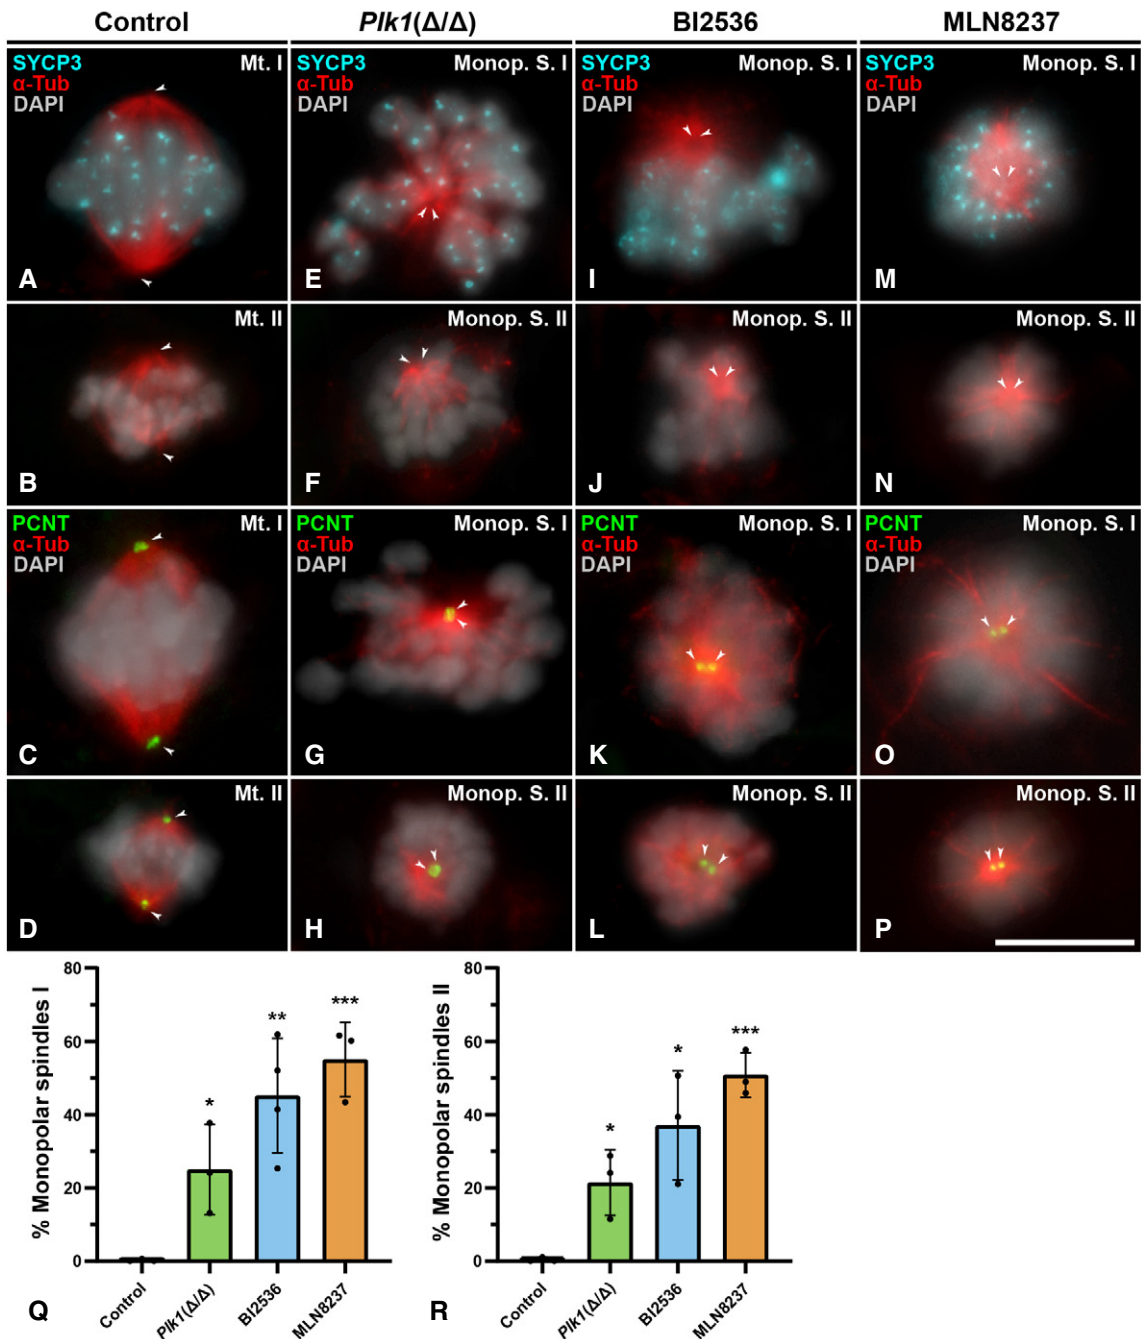 Control Plk1(Δ/Δ) BI2536 MLN8237
SYCP3 Mt. I SYCP3 Monop. S. I SYCP3 Monop. S. I SYCP3 Monop. S. I
α-Tub α-Tub α-Tub α-Tub
DAPI DAPI DAPI DAPI
A E I M
Mt. II Monop. S. II Monop. S. II Monop. S. II
B F J N
PCNT Mt. I PCNT Monop. S. I PCNT Monop. S. I PCNT Monop. S. I
α-Tub α-Tub α-Tub α-Tub
DAPI DAPI DAPI DAPI
C G K O
Mt. II Monop. S. II Monop. S. II Monop. S. II
D H L P
% Monopolar spindles I
80
60
40
20
0
* ** ***
Control Plk1(Δ/Δ) BI2536 MLN8237
Q
% Monopolar spindles II
80
60
40
20
0
* * ***
Control Plk1(Δ/Δ) BI2536 MLN8237
R